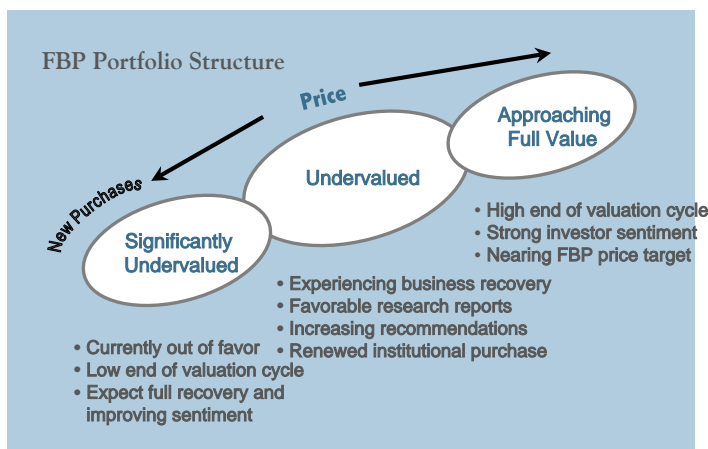 FBP Portfolio Structure
Price
Approaching
Full Value
Undervalued
New Purchases
Significantly
Undervalued
• High end of valuation cycle
• Strong investor sentiment
• Nearing FBP price target
• Experiencing business recovery
• Favorable research reports
• Increasing recommendations
• Renewed institutional purchase
• Currently out of favor
• Low end of valuation cycle
• Expect full recovery and
improving sentiment